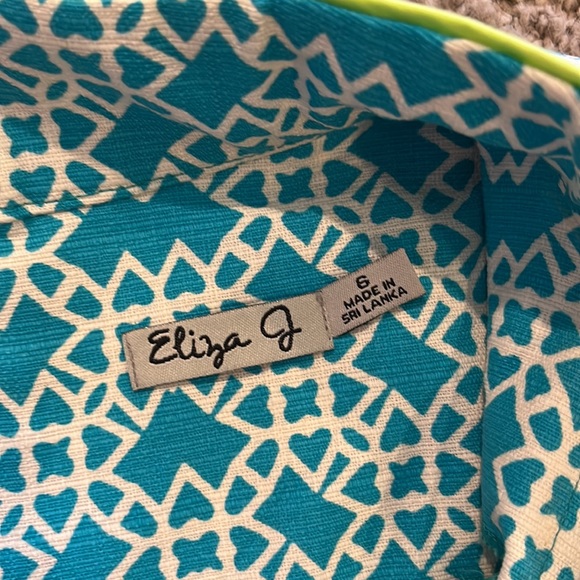 Eliza J
6
MADE IN
SRI LANKA